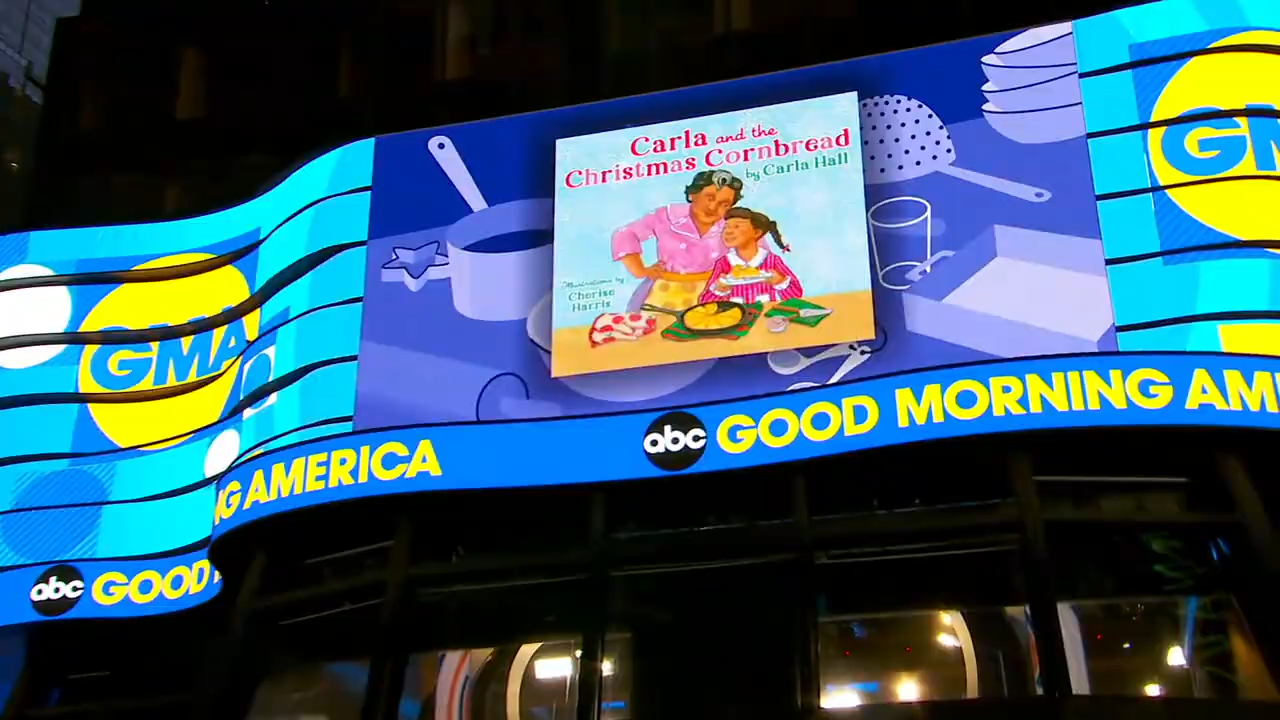 Carla and the
Christmas Cornbread
by Carla Hall
Illustrations by
Cherise
Harris
GMA
GM
abc GOOD MORNING AM
NG AMERICA
abc GOOD